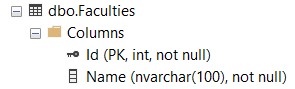 dbo.Faculties
Columns
Id (PK, int, not null)
Name (nvarchar(100), not null)